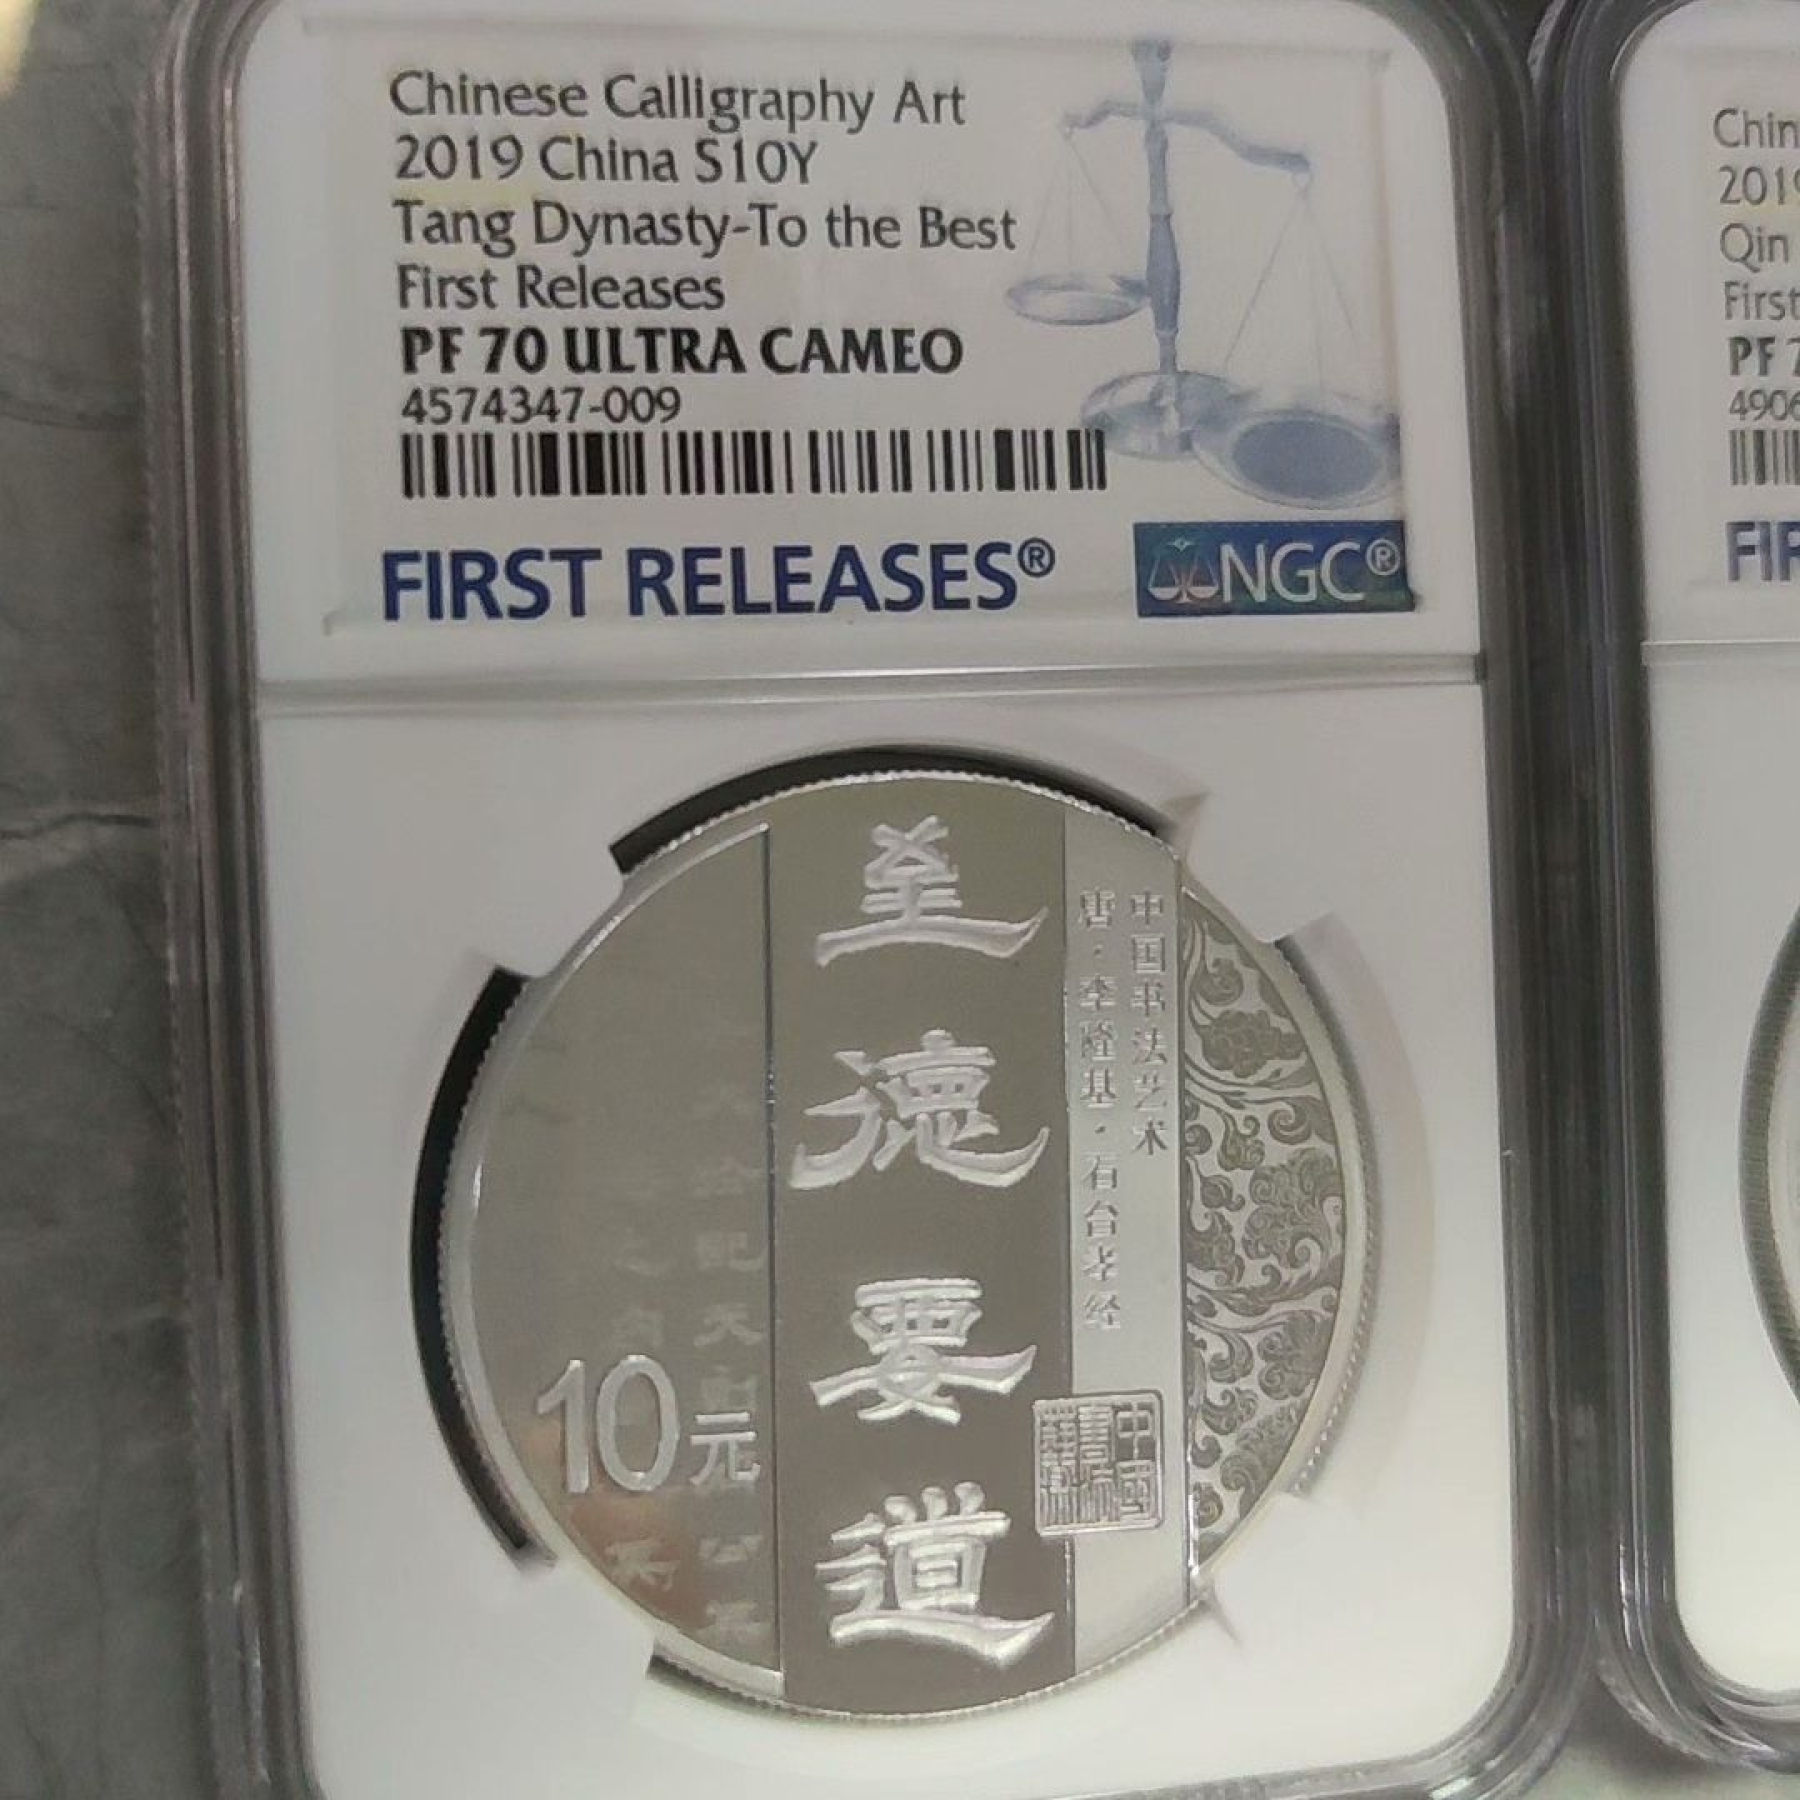 Chinese Calligraphy Art
2019 China S10Y
Tang Dynasty-To the Best
First Releases
PF 70 ULTRA CAMEO
4574347-009
FIRST RELEASES®
NGC®
中国书法艺术
唐·李隆基·石台孝经
至德要道
10元
Chin
2019
Qin
First
PF 7
4906
FIR